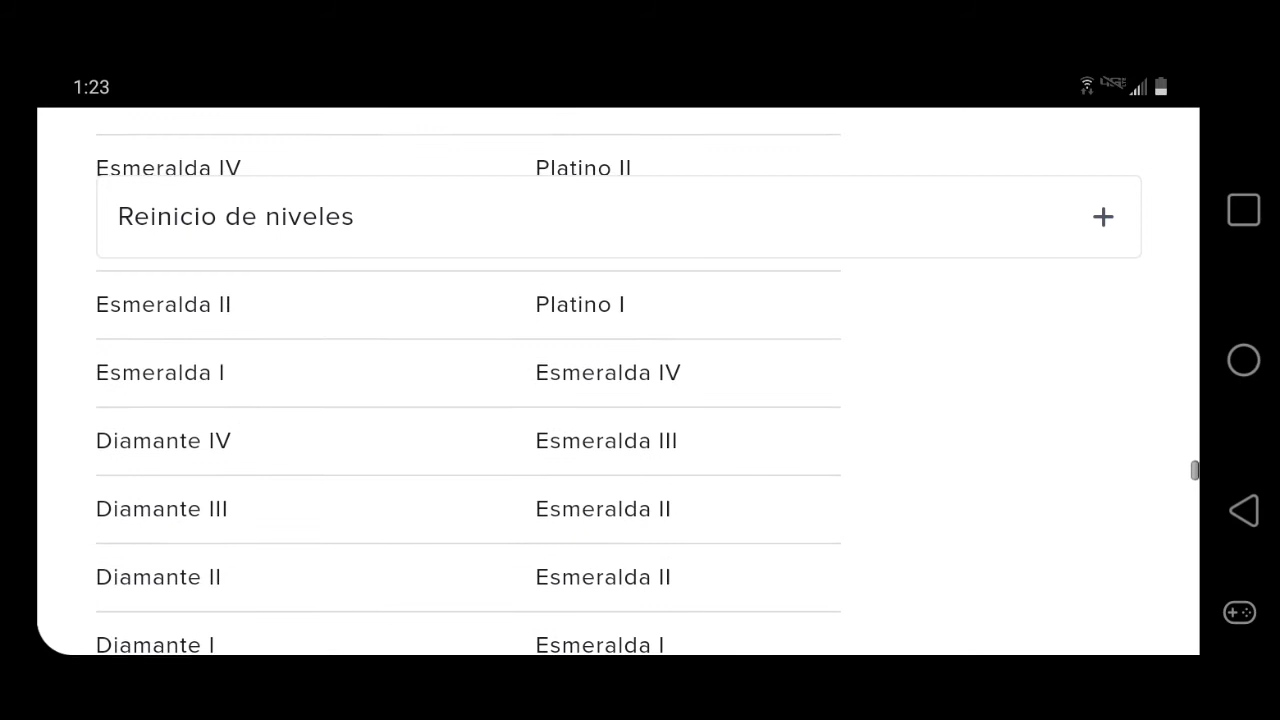 1:23
Esmeralda IV Platino II
Reinicio de niveles +
Esmeralda II Platino I
Esmeralda I Esmeralda IV
Diamante IV Esmeralda III
Diamante III Esmeralda II
Diamante II Esmeralda II
Diamante I Esmeralda I